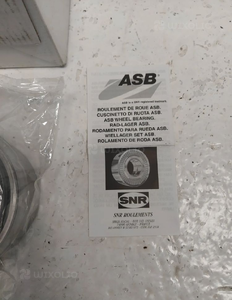 ASB
ROULEMENT DE ROUE ASB.
CUSCINETTO DI RUOTA ASB.
ASB WHEEL BEARING.
RAD-LAGER ASB.
RODAMIENTO PARA RUEDA ASB.
WIELLAGER SET ASB.
ROLAMENTO DE RODA ASB.
SNR
SNR ROULEMENTS